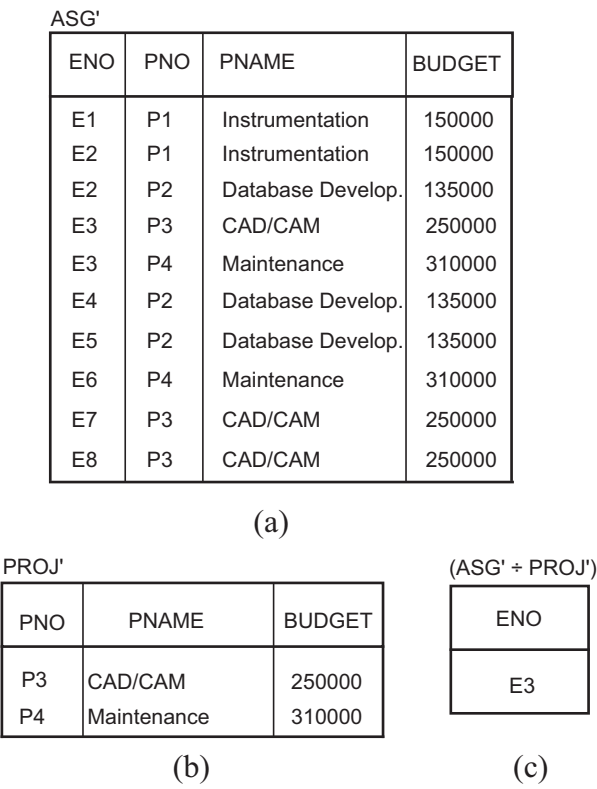 ASG'
ENO PNO PNAME BUDGET
E1 P1 Instrumentation 150000
E2 P1 Instrumentation 150000
E2 P2 Database Develop. 135000
E3 P3 CAD/CAM 250000
E3 P4 Maintenance 310000
E4 P2 Database Develop. 135000
E5 P2 Database Develop. 135000
E6 P4 Maintenance 310000
E7 P3 CAD/CAM 250000
E8 P3 CAD/CAM 250000
(a)
PROJ'
PNO PNAME BUDGET
P3 CAD/CAM 250000
P4 Maintenance 310000
(b)
(ASG' ÷ PROJ')
ENO
E3
(c)